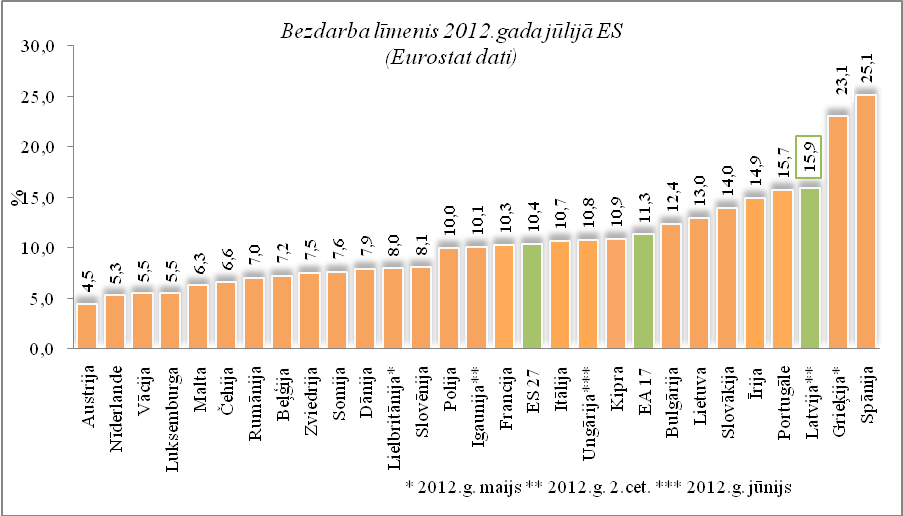 Bezdarba līmenis 2012.gada jūlijā ES
(Eurostat dati)
%
30,0
25,0
20,0
15,0
10,0
5,0
0,0
4,5
5,3
5,5
5,5
6,3
6,6
7,0
7,2
7,5
7,6
7,9
8,0
8,1
10,0
10,1
10,3
10,4
10,7
10,8
10,9
11,3
12,4
13,0
14,0
14,9
15,7
15,9
23,1
25,1
Austrija
Nīderlande
Vācija
Luksenburga
Malta
Čehija
Rumānija
Beļģija
Zviedrija
Somija
Dānija
Lielbritānija*
Slovēnija
Polija
Igaunija**
Francija
ES27
Itālija
Ungārija***
Kipra
EA17
Bulgārija
Lietuva
Slovākija
Īrija
Portugāle
Latvija**
Grieķija*
Spānija
* 2012.g. maijs ** 2012.g. 2.cet. *** 2012.g. jūnijs